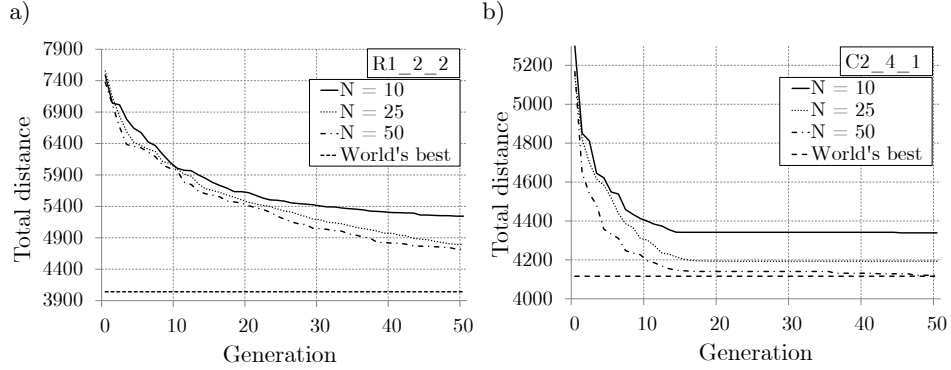 a)
R1_2_2
N = 10
N = 25
N = 50
World's best
Total distance
7900
7400
6900
6400
5900
5400
4900
4400
3900
0 10 20 30 40 50
Generation
b)
C2_4_1
N = 10
N = 25
N = 50
World's best
Total distance
5200
5000
4800
4600
4400
4200
4000
0 10 20 30 40 50
Generation